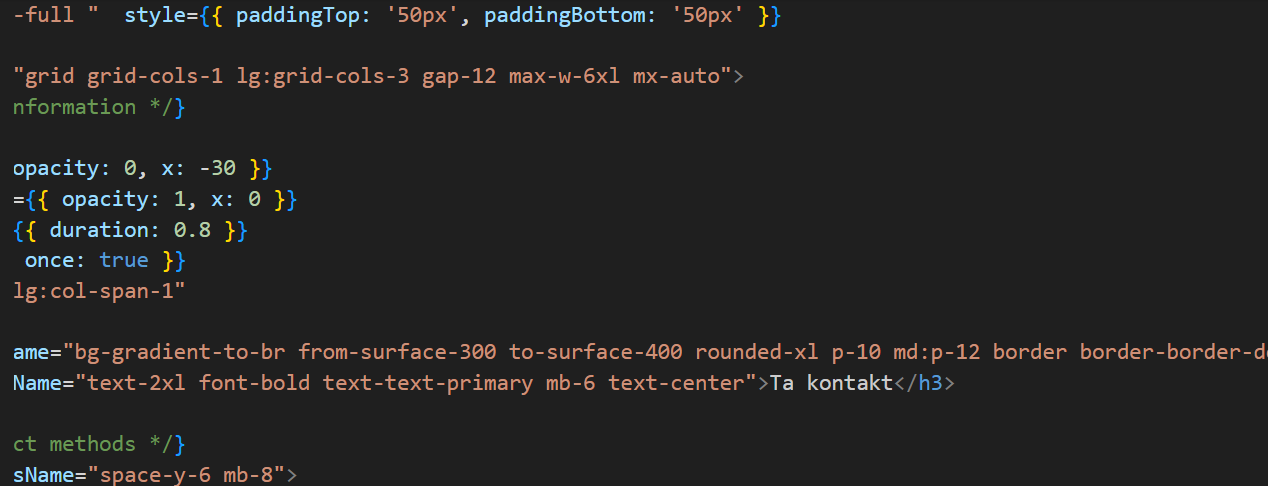 -full "  style={{ paddingTop: '50px', paddingBottom: '50px' }}
"grid grid-cols-1 lg:grid-cols-3 gap-12 max-w-6xl mx-auto">
nformation */}
opacity: 0, x: -30 }}
={{ opacity: 1, x: 0 }}
{{ duration: 0.8 }}
once: true }}
lg:col-span-1"
ame="bg-gradient-to-br from-surface-300 to-surface-400 rounded-xl p-10 md:p-12 border border-border-de
Name="text-2xl font-bold text-text-primary mb-6 text-center">Ta kontakt</h3>
ct methods */}
sName="space-y-6 mb-8">